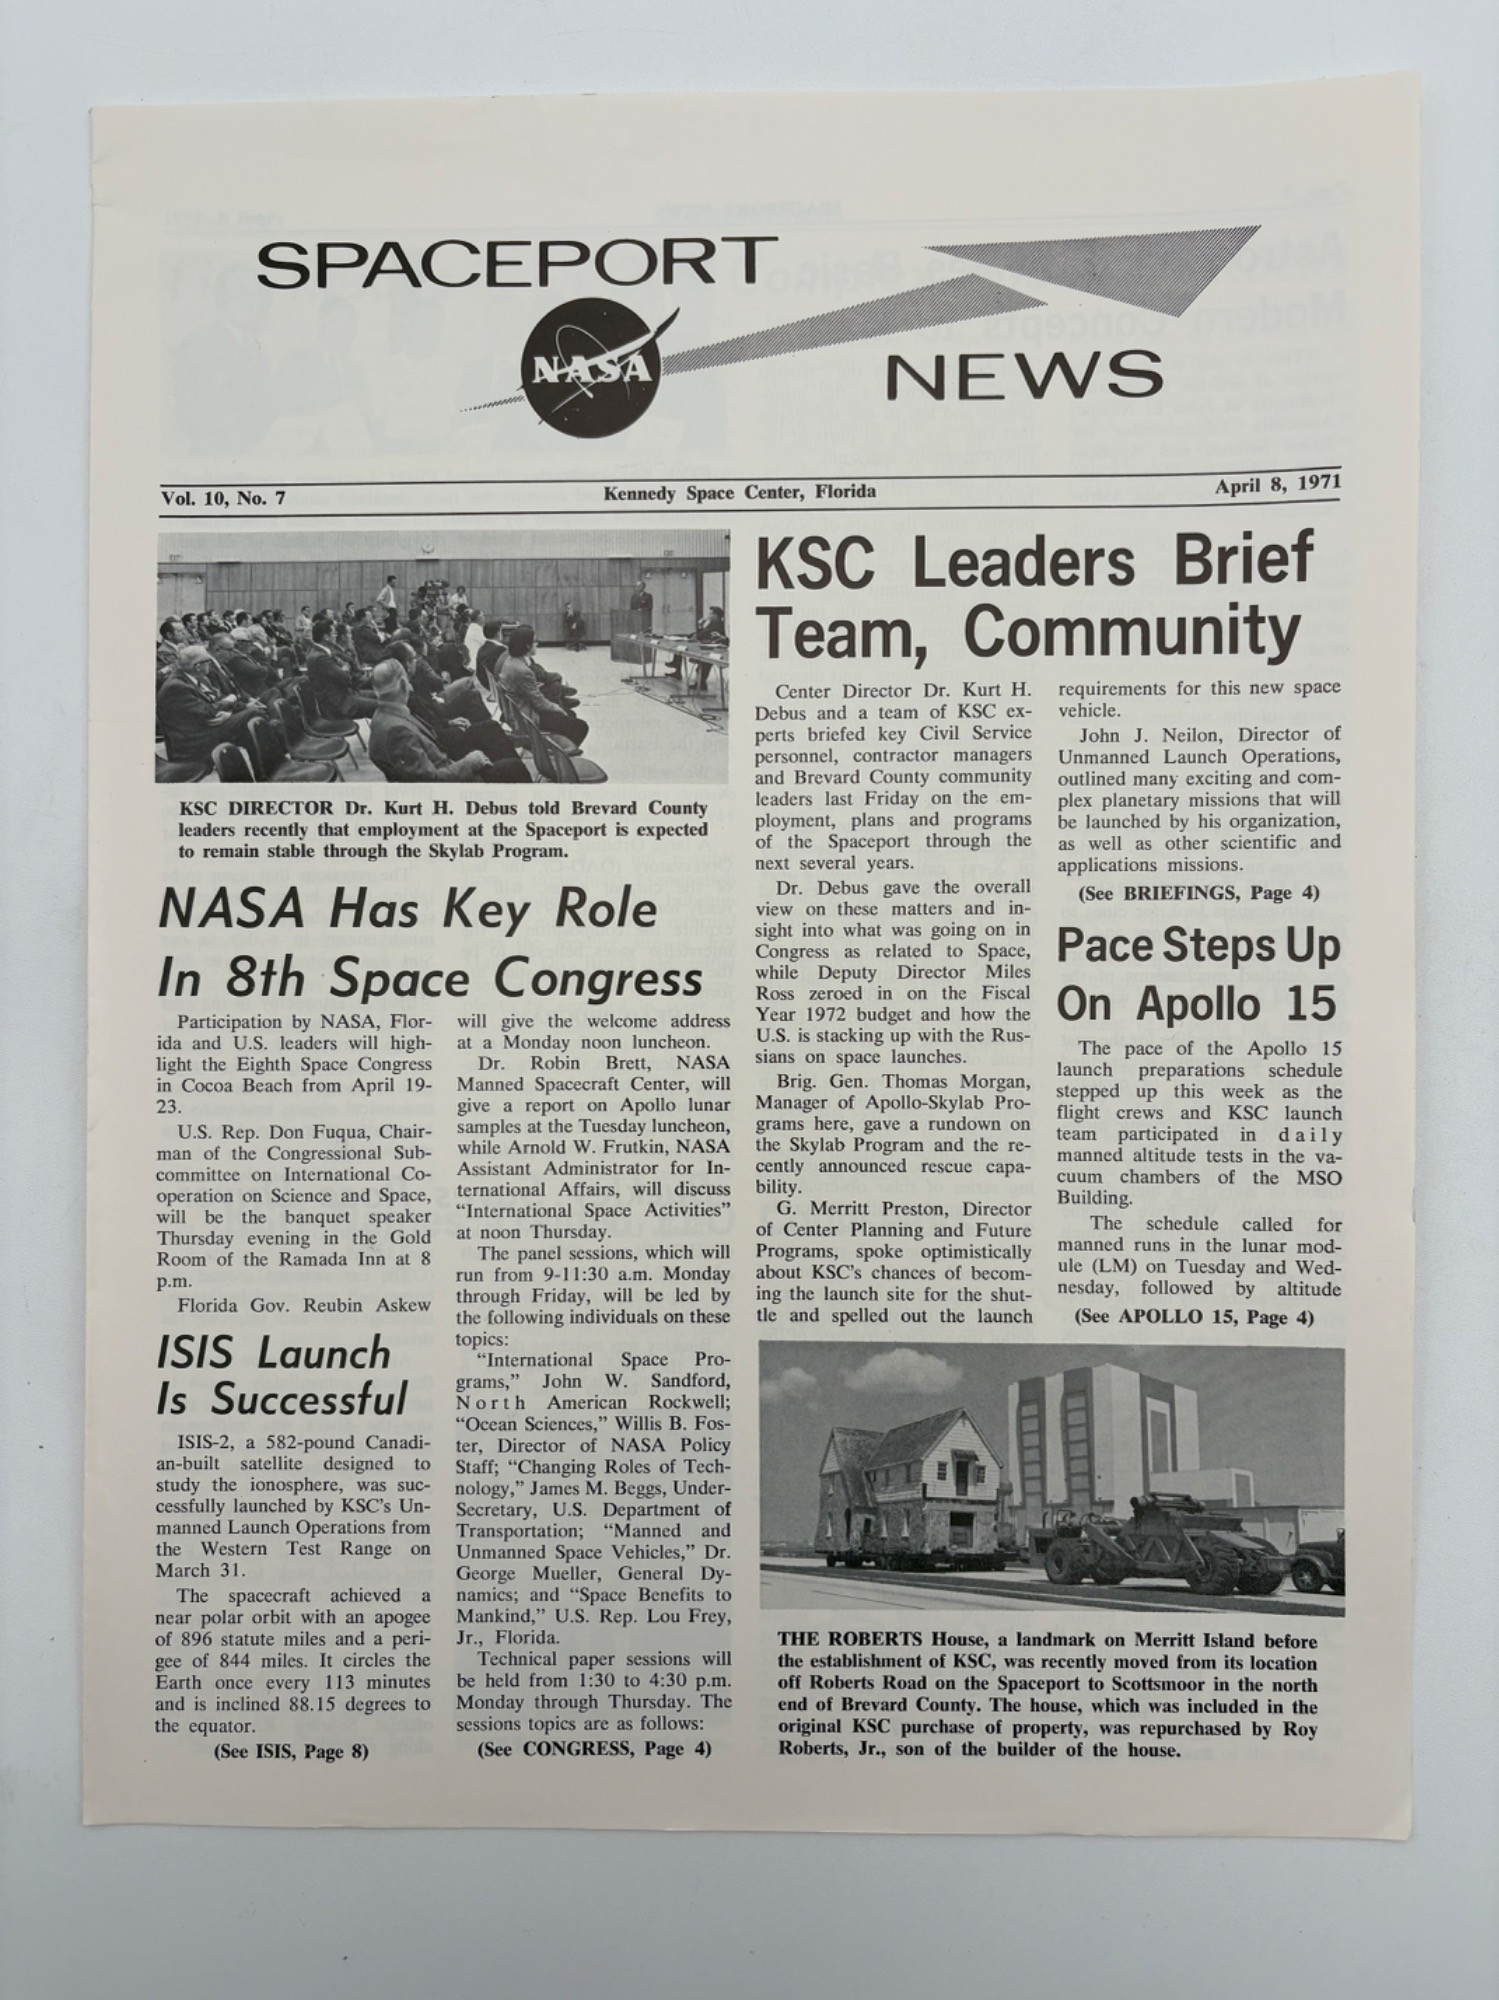 SPACEPORT
NASA
NEWS
Vol. 10, No. 7
Kennedy Space Center, Florida
April 8, 1971
KSC DIRECTOR Dr. Kurt H. Debus told Brevard County
leaders recently that employment at the Spaceport is expected
to remain stable through the Skylab Program.
NASA Has Key Role
In 8th Space Congress
Participation by NASA, Flor-
ida and U.S. leaders will high-
light the Eighth Space Congress
in Cocoa Beach from April 19-
23.
U.S. Rep. Don Fuqua, Chair-
man of the Congressional Sub-
committee on International Co-
operation on Science and Space,
will be the banquet speaker
Thursday evening in the Gold
Room of the Ramada Inn at 8
p.m.
Florida Gov. Reubin Askew
will give the welcome address
at a Monday noon luncheon.
Dr. Robin Brett, NASA
Manned Spacecraft Center, will
give a report on Apollo lunar
samples at the Tuesday luncheon,
while Arnold W. Frutkin, NASA
Assistant Administrator for In-
ternational Affairs, will discuss
“International Space Activities”
at noon Thursday.
The panel sessions, which will
run from 9-11:30 a.m. Monday
through Friday, will be led by
the following individuals on these
topics:
“International Space Pro-
grams,” John W. Sandford,
North American Rockwell;
“Ocean Sciences,” Willis B. Fos-
ter, Director of NASA Policy
Staff; “Changing Roles of Tech-
nology,” James M. Beggs, Under-
Secretary, U.S. Department of
Transportation; “Manned and
Unmanned Space Vehicles,” Dr.
George Mueller, General Dy-
namics; and “Space Benefits to
Mankind,” U.S. Rep. Lou Frey,
Jr., Florida.
Technical paper sessions will
be held from 1:30 to 4:30 p.m.
Monday through Thursday. The
sessions topics are as follows:
(See CONGRESS, Page 4)
ISIS Launch
Is Successful
ISIS-2, a 582-pound Canadi-
an-built satellite designed to
study the ionosphere, was suc-
cessfully launched by KSC's Un-
manned Launch Operations from
the Western Test Range on
March 31.
The spacecraft achieved a
near polar orbit with an apogee
of 896 statute miles and a peri-
gee of 844 miles. It circles the
Earth once every 113 minutes
and is inclined 88.15 degrees to
the equator.
(See ISIS, Page 8)
KSC Leaders Brief
Team, Community
Center Director Dr. Kurt H.
Debus and a team of KSC ex-
perts briefed key Civil Service
personnel, contractor managers
and Brevard County community
leaders last Friday on the em-
ployment, plans and programs
of the Spaceport through the
next several years.
Dr. Debus gave the overall
view on these matters and in-
sight into what was going on in
Congress as related to Space,
while Deputy Director Miles
Ross zeroed in on the Fiscal
Year 1972 budget and how the
U.S. is stacking up with the Rus-
sians on space launches.
Brig. Gen. Thomas Morgan,
Manager of Apollo-Skylab Pro-
grams here, gave a rundown on
the Skylab Program and the re-
cently announced rescue capa-
bility.
G. Merritt Preston, Director
of Center Planning and Future
Programs, spoke optimistically
about KSC's chances of becom-
ing the launch site for the shut-
tle and spelled out the launch
requirements for this new space
vehicle.
John J. Neilon, Director of
Unmanned Launch Operations,
outlined many exciting and com-
plex planetary missions that will
be launched by his organization,
as well as other scientific and
applications missions.
(See BRIEFINGS, Page 4)
Pace Steps Up
On Apollo 15
The pace of the Apollo 15
launch preparations schedule
stepped up this week as the
flight crews and KSC launch
team participated in daily
manned altitude tests in the va-
cuum chambers of the MSO
Building.
The schedule called for
manned runs in the lunar mod-
ule (LM) on Tuesday and Wed-
nesday, followed by altitude
(See APOLLO 15, Page 4)
THE ROBERTS House, a landmark on Merritt Island before
the establishment of KSC, was recently moved from its location
off Roberts Road on the Spaceport to Scottsmoor in the north
end of Brevard County. The house, which was included in the
original KSC purchase of property, was repurchased by Roy
Roberts, Jr., son of the builder of the house.